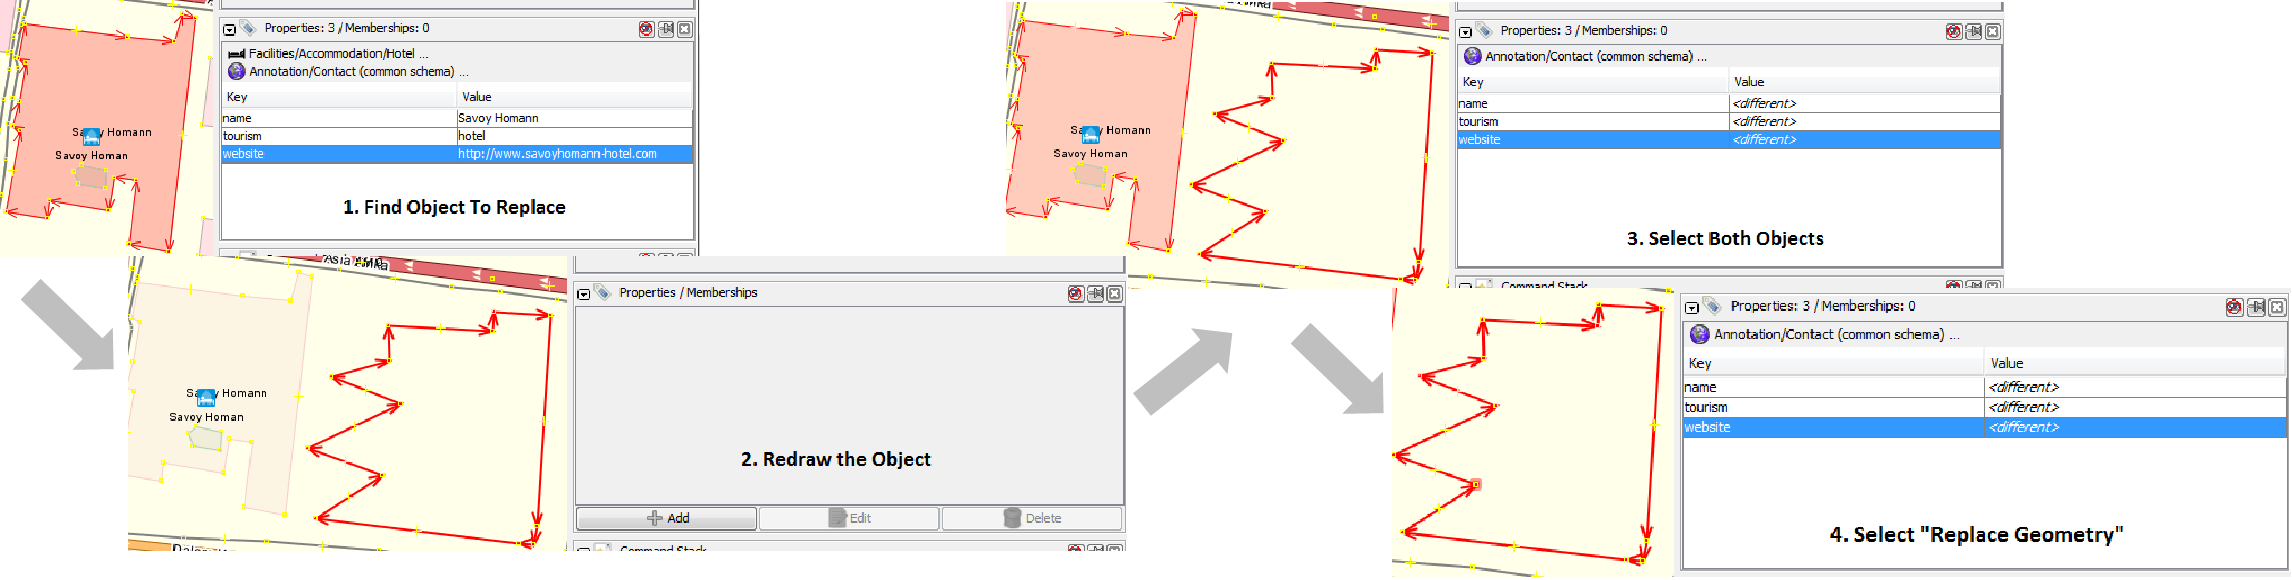 Properties: 3 / Memberships: 0
Facilities/Accommodation/Hotel ...
Annotation/Contact (common schema) ...
Key Value
name Savoy Homann
tourism hotel
website http://www.savoyhomann-hotel.com
1. Find Object To Replace
Savoy Homann
Savoy Homan
Asia Afrika
Properties / Memberships
Savoy Homann
Savoy Homan
2. Redraw the Object
Add Edit Delete
Command Stack
Properties: 3 / Memberships: 0
Annotation/Contact (common schema) ...
Key Value
name <different>
tourism <different>
website <different>
Savoy Homann
Savoy Homan
3. Select Both Objects
Command Stack
Properties: 3 / Memberships: 0
Annotation/Contact (common schema) ...
Key Value
name <different>
tourism <different>
website <different>
4. Select "Replace Geometry"